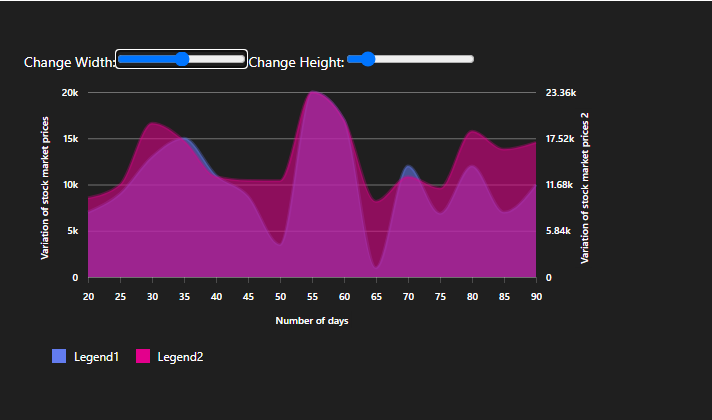 Change Width: Change Height:
20k
15k
10k
5k
0
Variation of stock market prices
23.36k
17.52k
11.68k
5.84k
0
Variation of stock market prices 2
20 25 30 35 40 45 50 55 60 65 70 75 80 85 90
Number of days
Legend1 Legend2